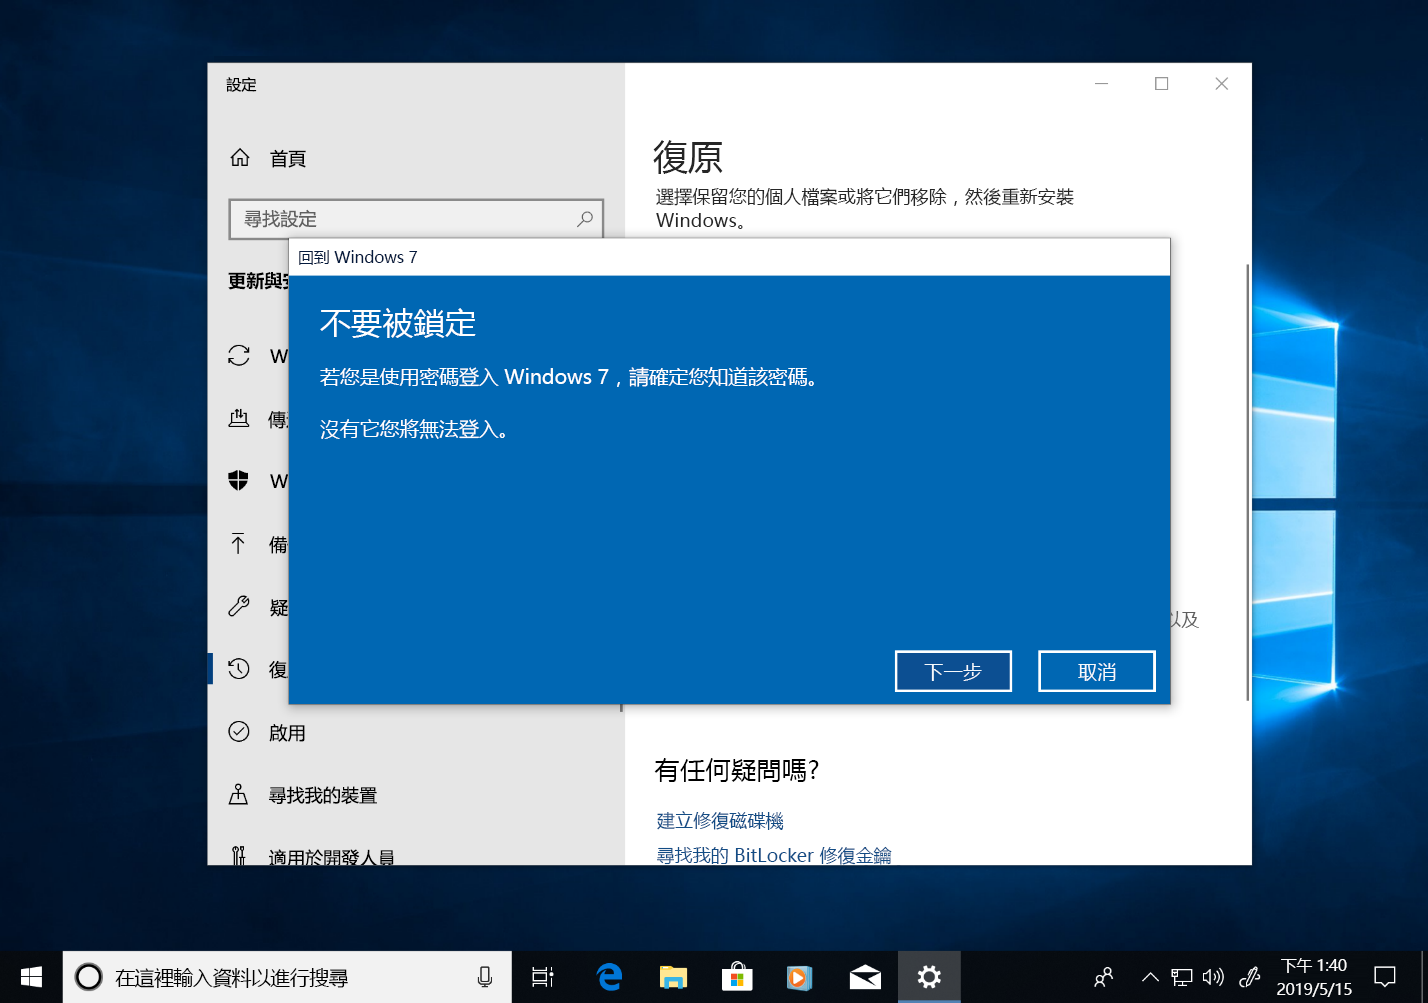 設定
首頁
尋找設定
更新與安
W
傳
W
備
疑
復
啟用
尋找我的裝置
適用於開發人員
復原
選擇保留您的個人檔案或將它們移除，然後重新安裝
Windows。
回到 Windows 7
不要被鎖定
若您是使用密碼登入 Windows 7，請確定您知道該密碼。
沒有它您將無法登入。
以及
下一步
取消
有任何疑問嗎?
建立修復磁碟機
尋找我的 BitLocker 修復金鑰
在這裡輸入資料以進行搜尋
下午 1:40
2019/5/15